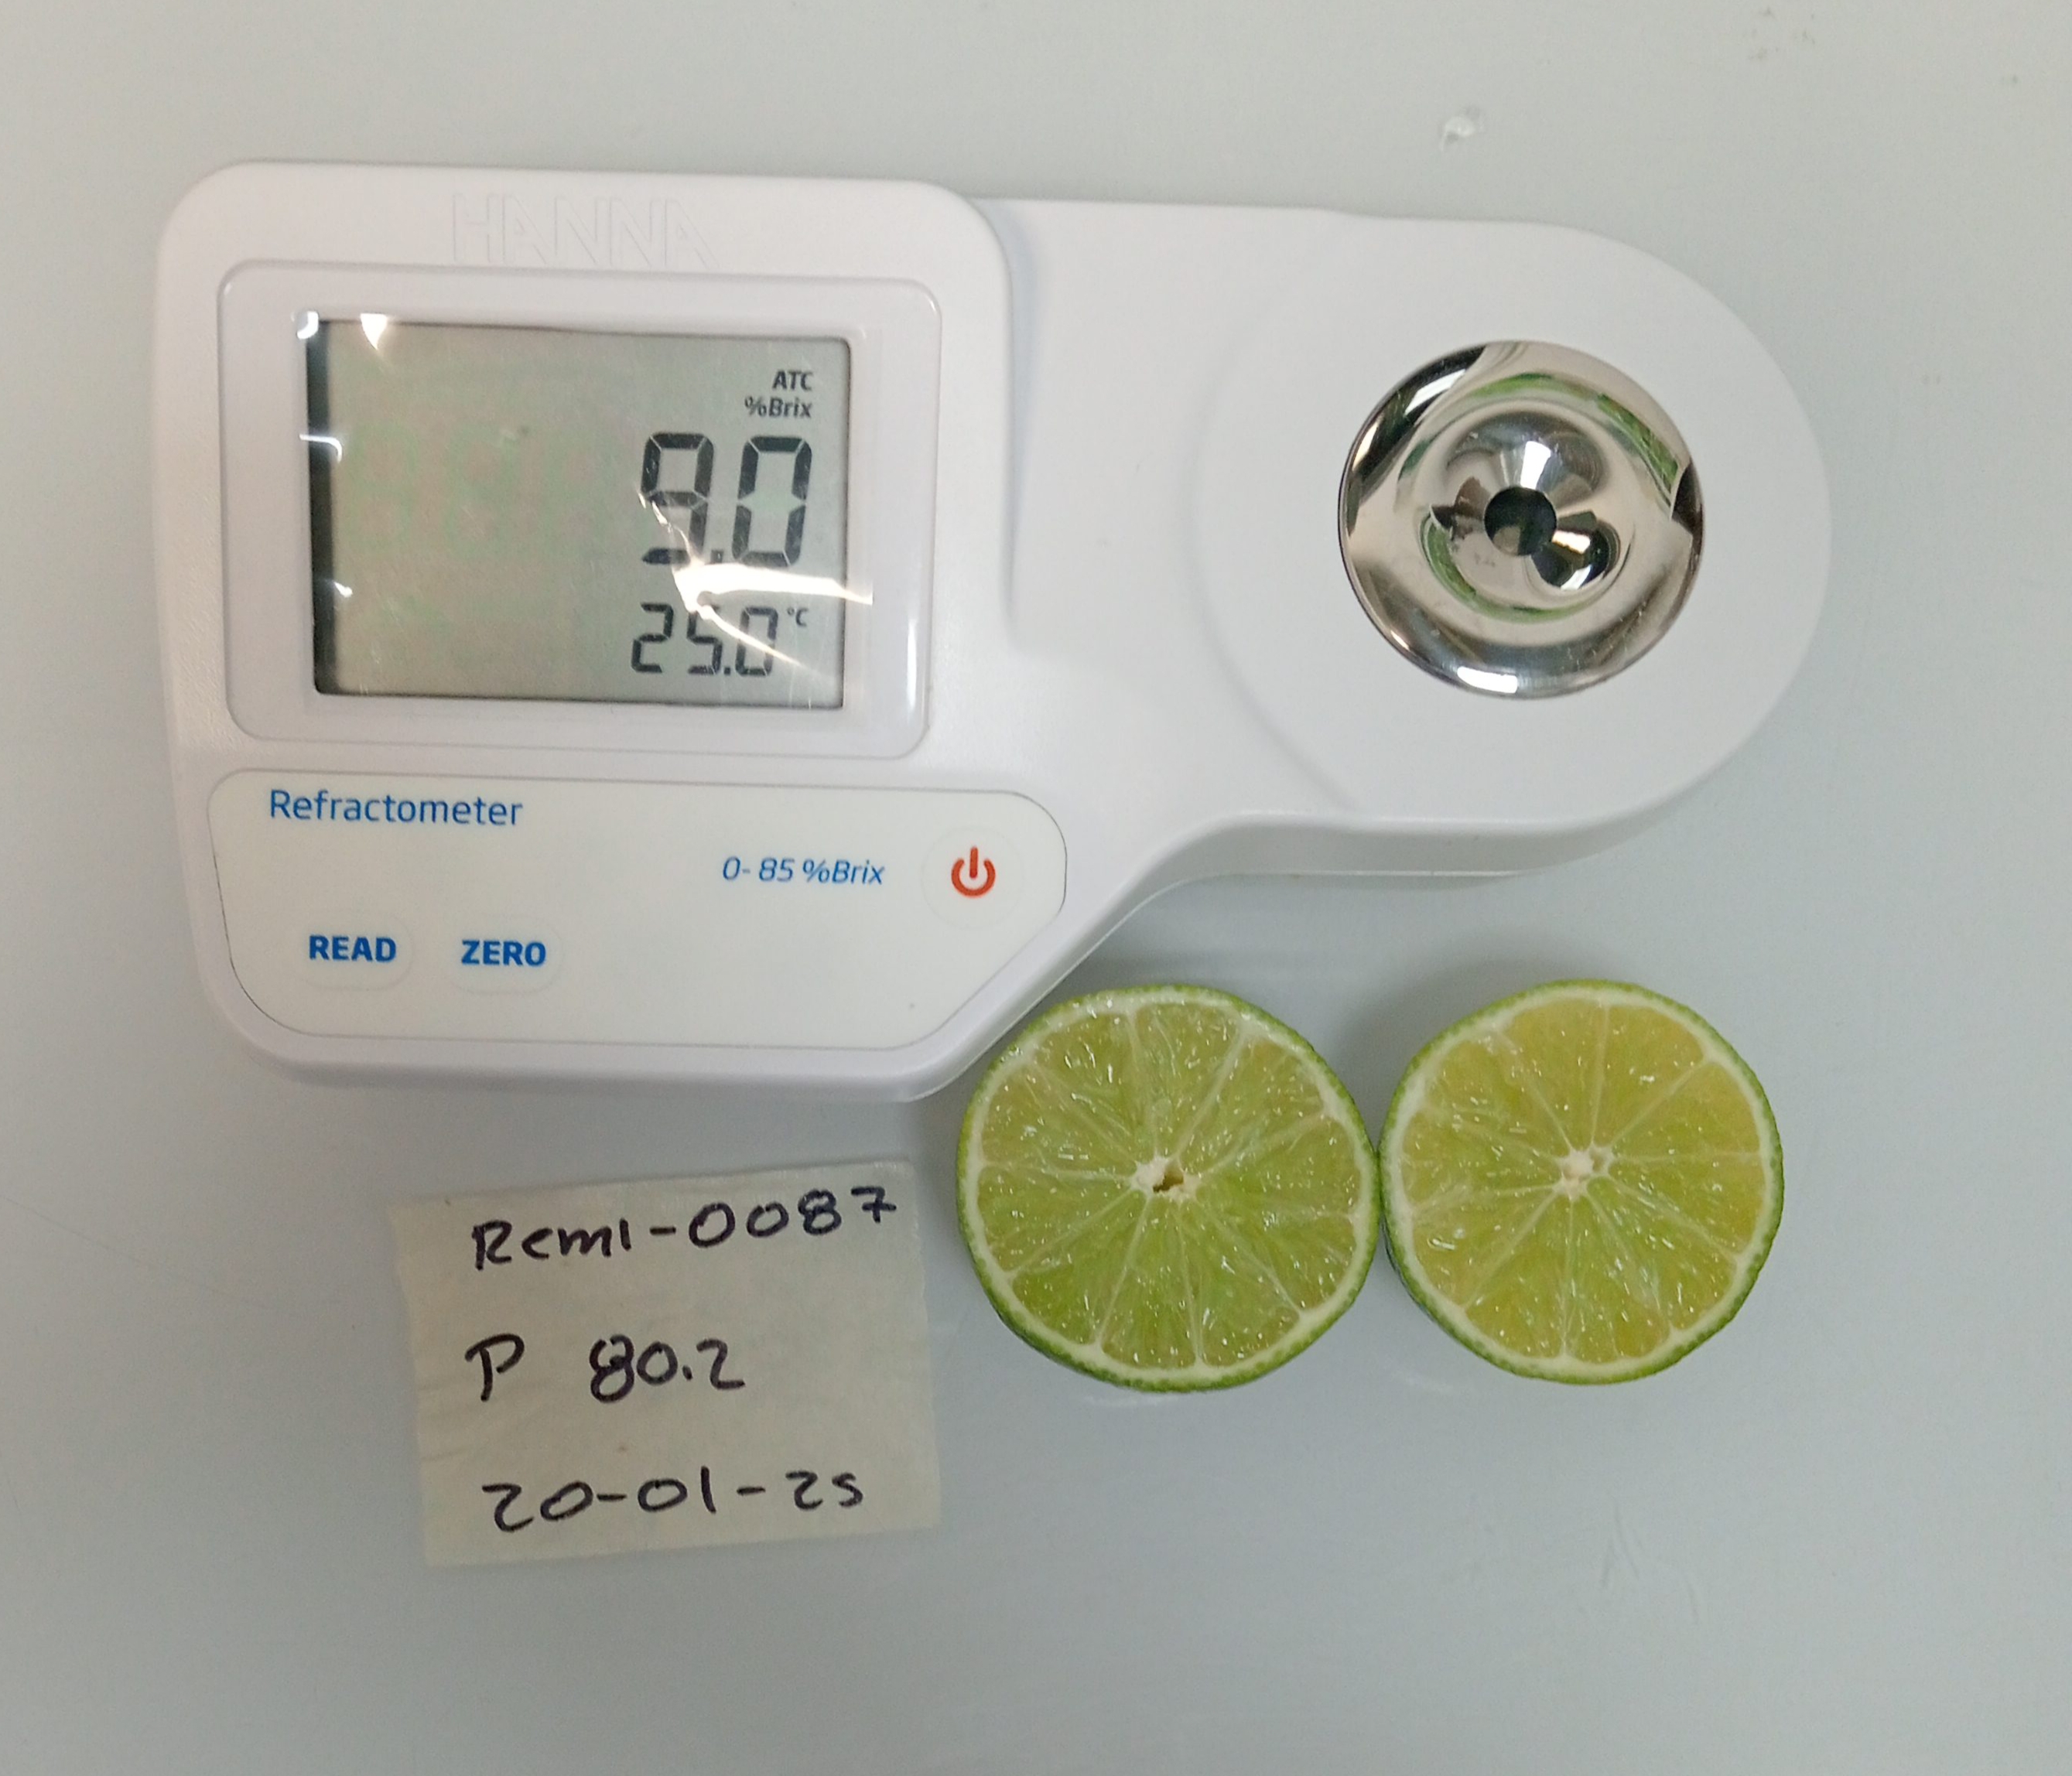 HANNA
ATC
%Brix
9.0
25.0 °C
Refractometer
0-85 %Brix
READ ZERO
Rem1-0087
P 80.2
20-01-25